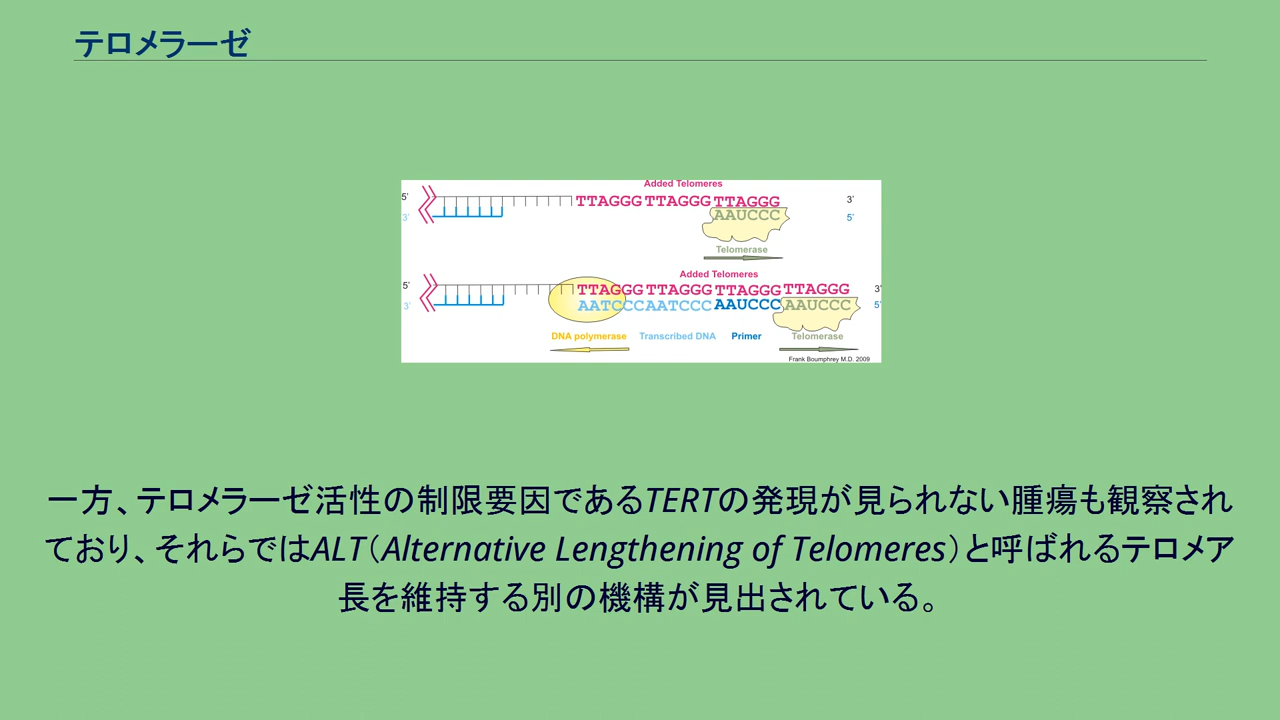 テロメラーゼ
Added Telomeres
5' TTAGGG TTAGGG TTAGGG 3'
3' AAUCCC 5'
Telomerase
Added Telomeres
5' TTAGGG TTAGGG TTAGGG TTAGGG 3'
3' AATCCCAATCCC AAUCCC AAUCCC 5'
DNA polymerase Transcribed DNA Primer Telomerase
Frank Boumphrey M.D. 2009
一方、テロメラーゼ活性の制限要因であるTERTの発現が見られない腫瘍も観察され
ており、それらではALT（Alternative Lengthening of Telomeres）と呼ばれるテロメア
長を維持する別の機構が見出されている。